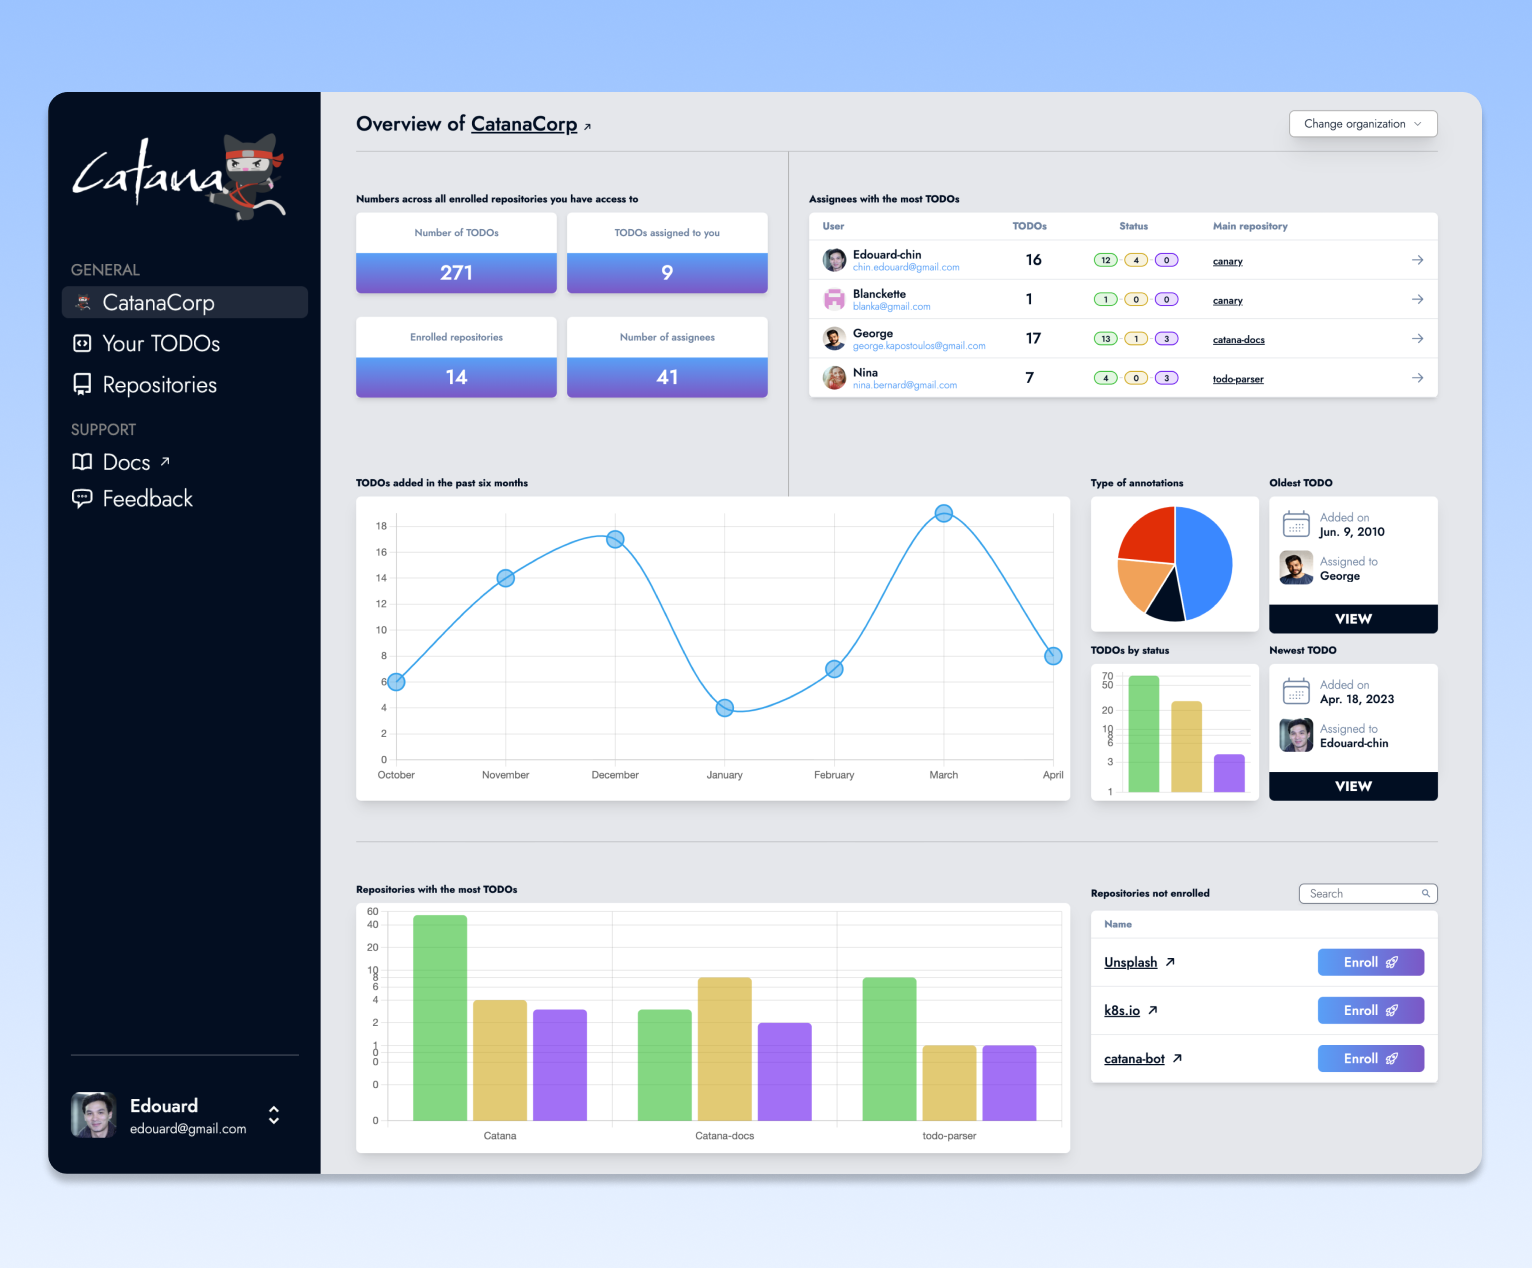 Catana
GENERAL
CatanaCorp
Your TODOs
Repositories
SUPPORT
Docs
Feedback
Edouard
edouard@gmail.com
Overview of CatanaCorp
Change organization
Numbers across all enrolled repositories you have access to
Number of TODOs
271
TODOs assigned to you
9
Enrolled repositories
14
Number of assignees
41
Assignees with the most TODOs
User TODOs Status Main repository
Edouard-chin
chin.edouard@gmail.com
16 12 4 0 canary
Blanckette
blanka@gmail.com
1 1 0 0 canary
George
george.kapostoulos@gmail.com
17 13 1 3 catana-docs
Nina
nina.bernard@gmail.com
7 4 0 3 todo-parser
TODOs added in the past six months
18
16
14
12
10
8
6
4
2
0
October November December January February March April
Type of annotations
Oldest TODO
Added on
Jun. 9, 2010
Assigned to
George
VIEW
TODOs by status
70
50
20
10
8
6
3
1
Newest TODO
Added on
Apr. 18, 2023
Assigned to
Edouard-chin
VIEW
Repositories with the most TODOs
60
40
20
10
8
6
4
2
1
0
0
0
0
Catana Catana-docs todo-parser
Repositories not enrolled
Search
Name
Unsplash Enroll
k8s.io Enroll
catana-bot Enroll